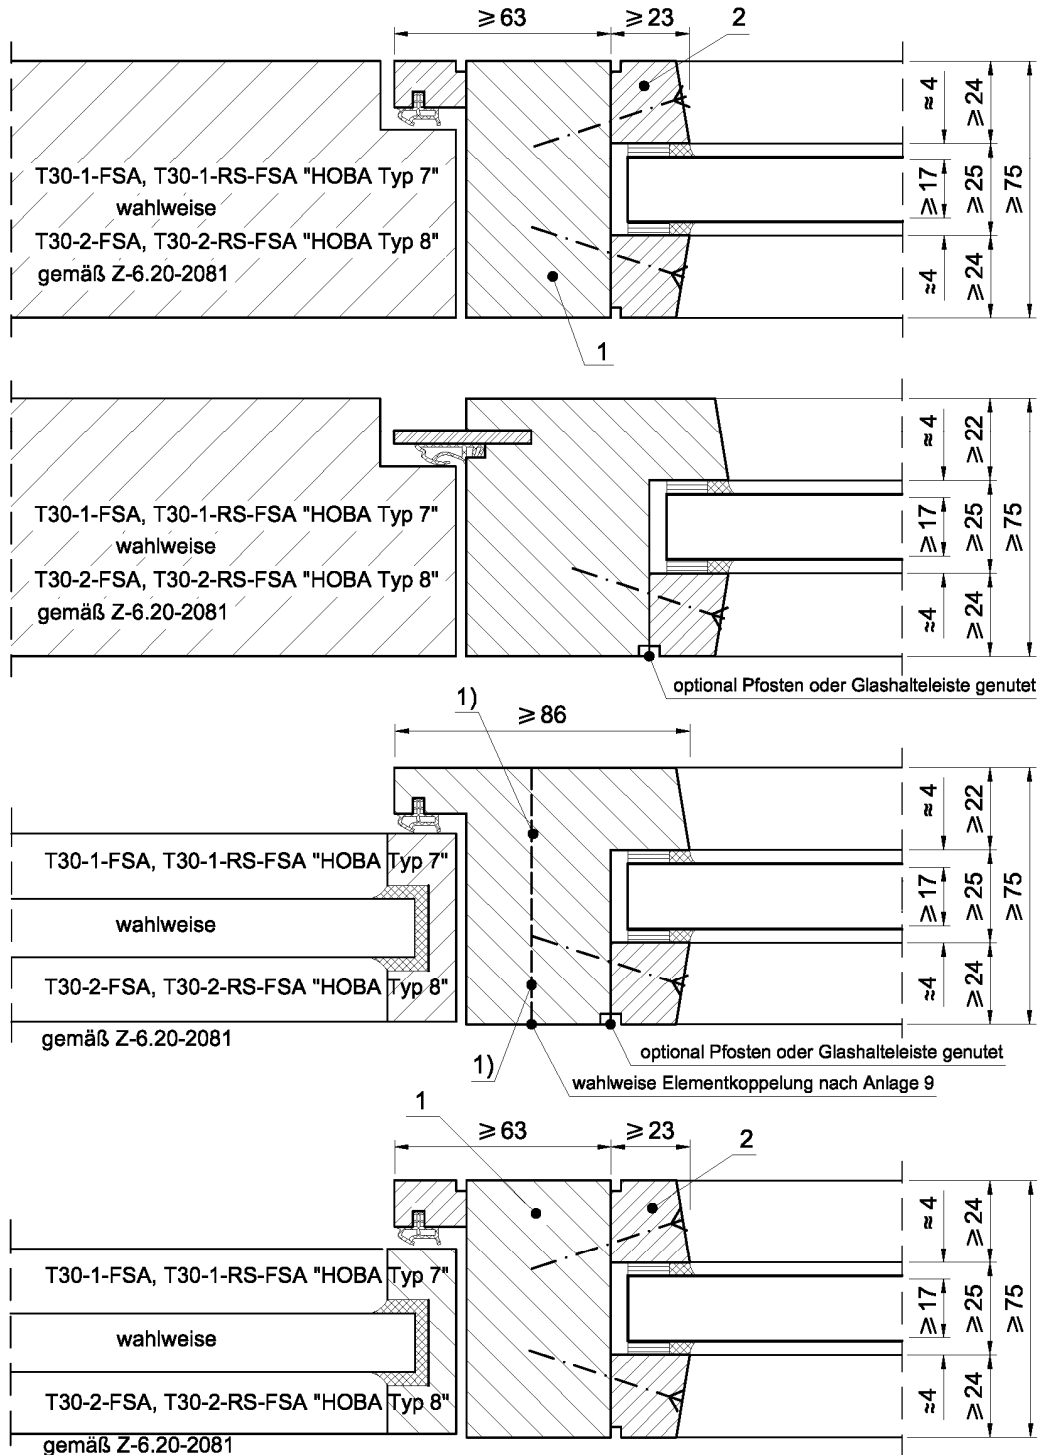 ≥63
≥23
2
T30-1-FSA, T30-1-RS-FSA "HOBA Typ 7"
wahlweise
T30-2-FSA, T30-2-RS-FSA "HOBA Typ 8"
gemäß Z-6.20-2081
1
≈4
≥17
≈4
≥24
≥25
≥24
≥75
T30-1-FSA, T30-1-RS-FSA "HOBA Typ 7"
wahlweise
T30-2-FSA, T30-2-RS-FSA "HOBA Typ 8"
gemäß Z-6.20-2081
≈4
≥17
≈4
≥22
≥25
≥24
≥75
optional Pfosten oder Glashalteleiste genutet
1)
≥86
T30-1-FSA, T30-1-RS-FSA "HOBA Typ 7"
wahlweise
T30-2-FSA, T30-2-RS-FSA "HOBA Typ 8"
gemäß Z-6.20-2081
≈4
≥17
≈4
≥22
≥25
≥24
≥75
optional Pfosten oder Glashalteleiste genutet
1)
wahlweise Elementkoppelung nach Anlage 9
1
≥63
≥23
2
T30-1-FSA, T30-1-RS-FSA "HOBA Typ 7"
wahlweise
T30-2-FSA, T30-2-RS-FSA "HOBA Typ 8"
gemäß Z-6.20-2081
≈4
≥17
≈4
≥24
≥25
≥24
≥75